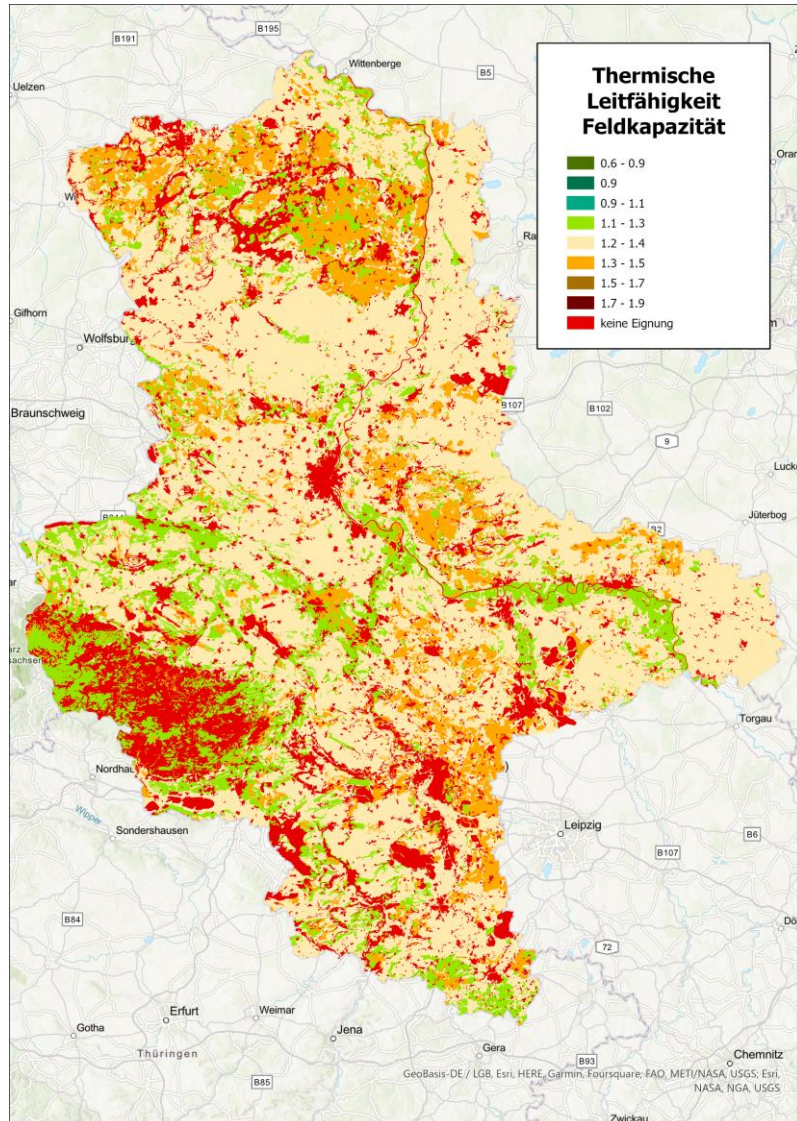 B195
B191
Wittenberge
B5
Uelzen
Thermische
Leitfähigkeit
Feldkapazität
0.6 - 0.9
0.9
0.9 - 1.1
1.1 - 1.3
1.2 - 1.4
1.3 - 1.5
1.5 - 1.7
1.7 - 1.9
keine Eignung
Gifhorn
Wolfsburg
Braunschweig
B107
B102
9
Jüterbog
B2
Torgau
Wipper
Sondershausen
Leipzig
B6
B107
B84
72
Erfurt
Weimar
Gotha
Jena
Thüringen
Gera
B93
Chemnitz
B85
GeoBasis-DE / LGB, Esri, HERE, Garmin, Foursquare, FAO, METI/NASA, USGS; Esri,
NASA, NGA, USGS
Zwickau